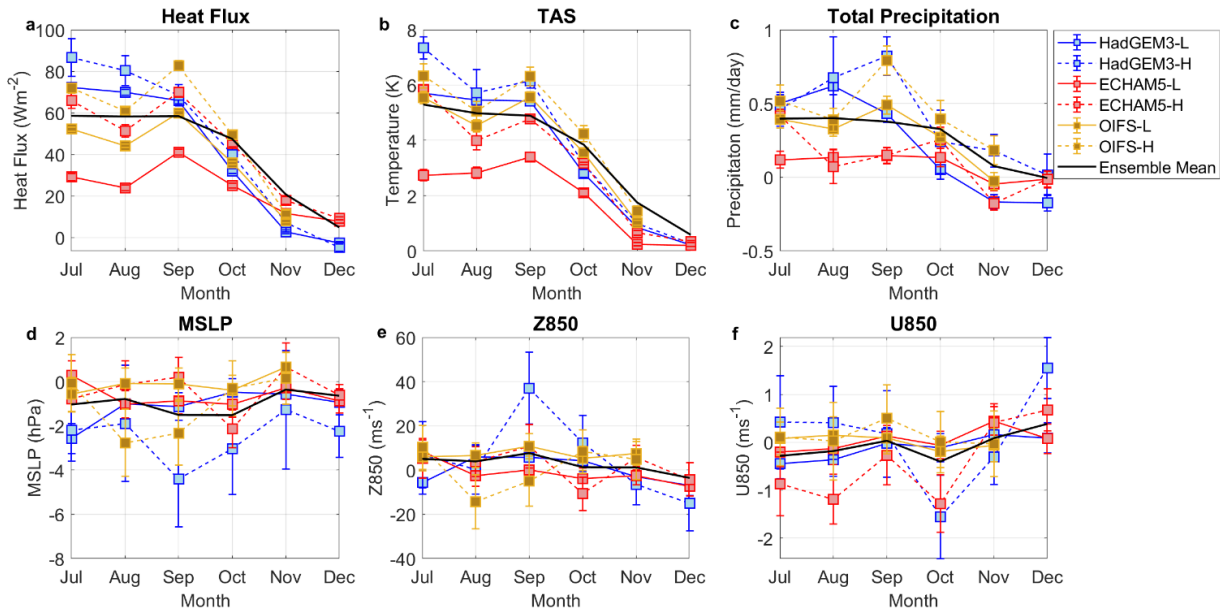 a
Heat Flux
100
80
60
40
20
0
Heat Flux (Wm-2)
Jul Aug Sep Oct Nov Dec
Month
b
TAS
8
6
4
2
0
Temperature (K)
Jul Aug Sep Oct Nov Dec
Month
c
Total Precipitation
1
0.5
0
-0.5
Precipitaton (mm/day)
Jul Aug Sep Oct Nov Dec
Month
HadGEM3-L
HadGEM3-H
ECHAM5-L
ECHAM5-H
OIFS-L
OIFS-H
Ensemble Mean
d
MSLP
2
0
-2
-4
-6
-8
MSLP (hPa)
Jul Aug Sep Oct Nov Dec
Month
e
Z850
60
40
20
0
-20
-40
Z850 (ms-1)
Jul Aug Sep Oct Nov Dec
Month
f
U850
2
1
0
-1
-2
U850 (ms-1)
Jul Aug Sep Oct Nov Dec
Month